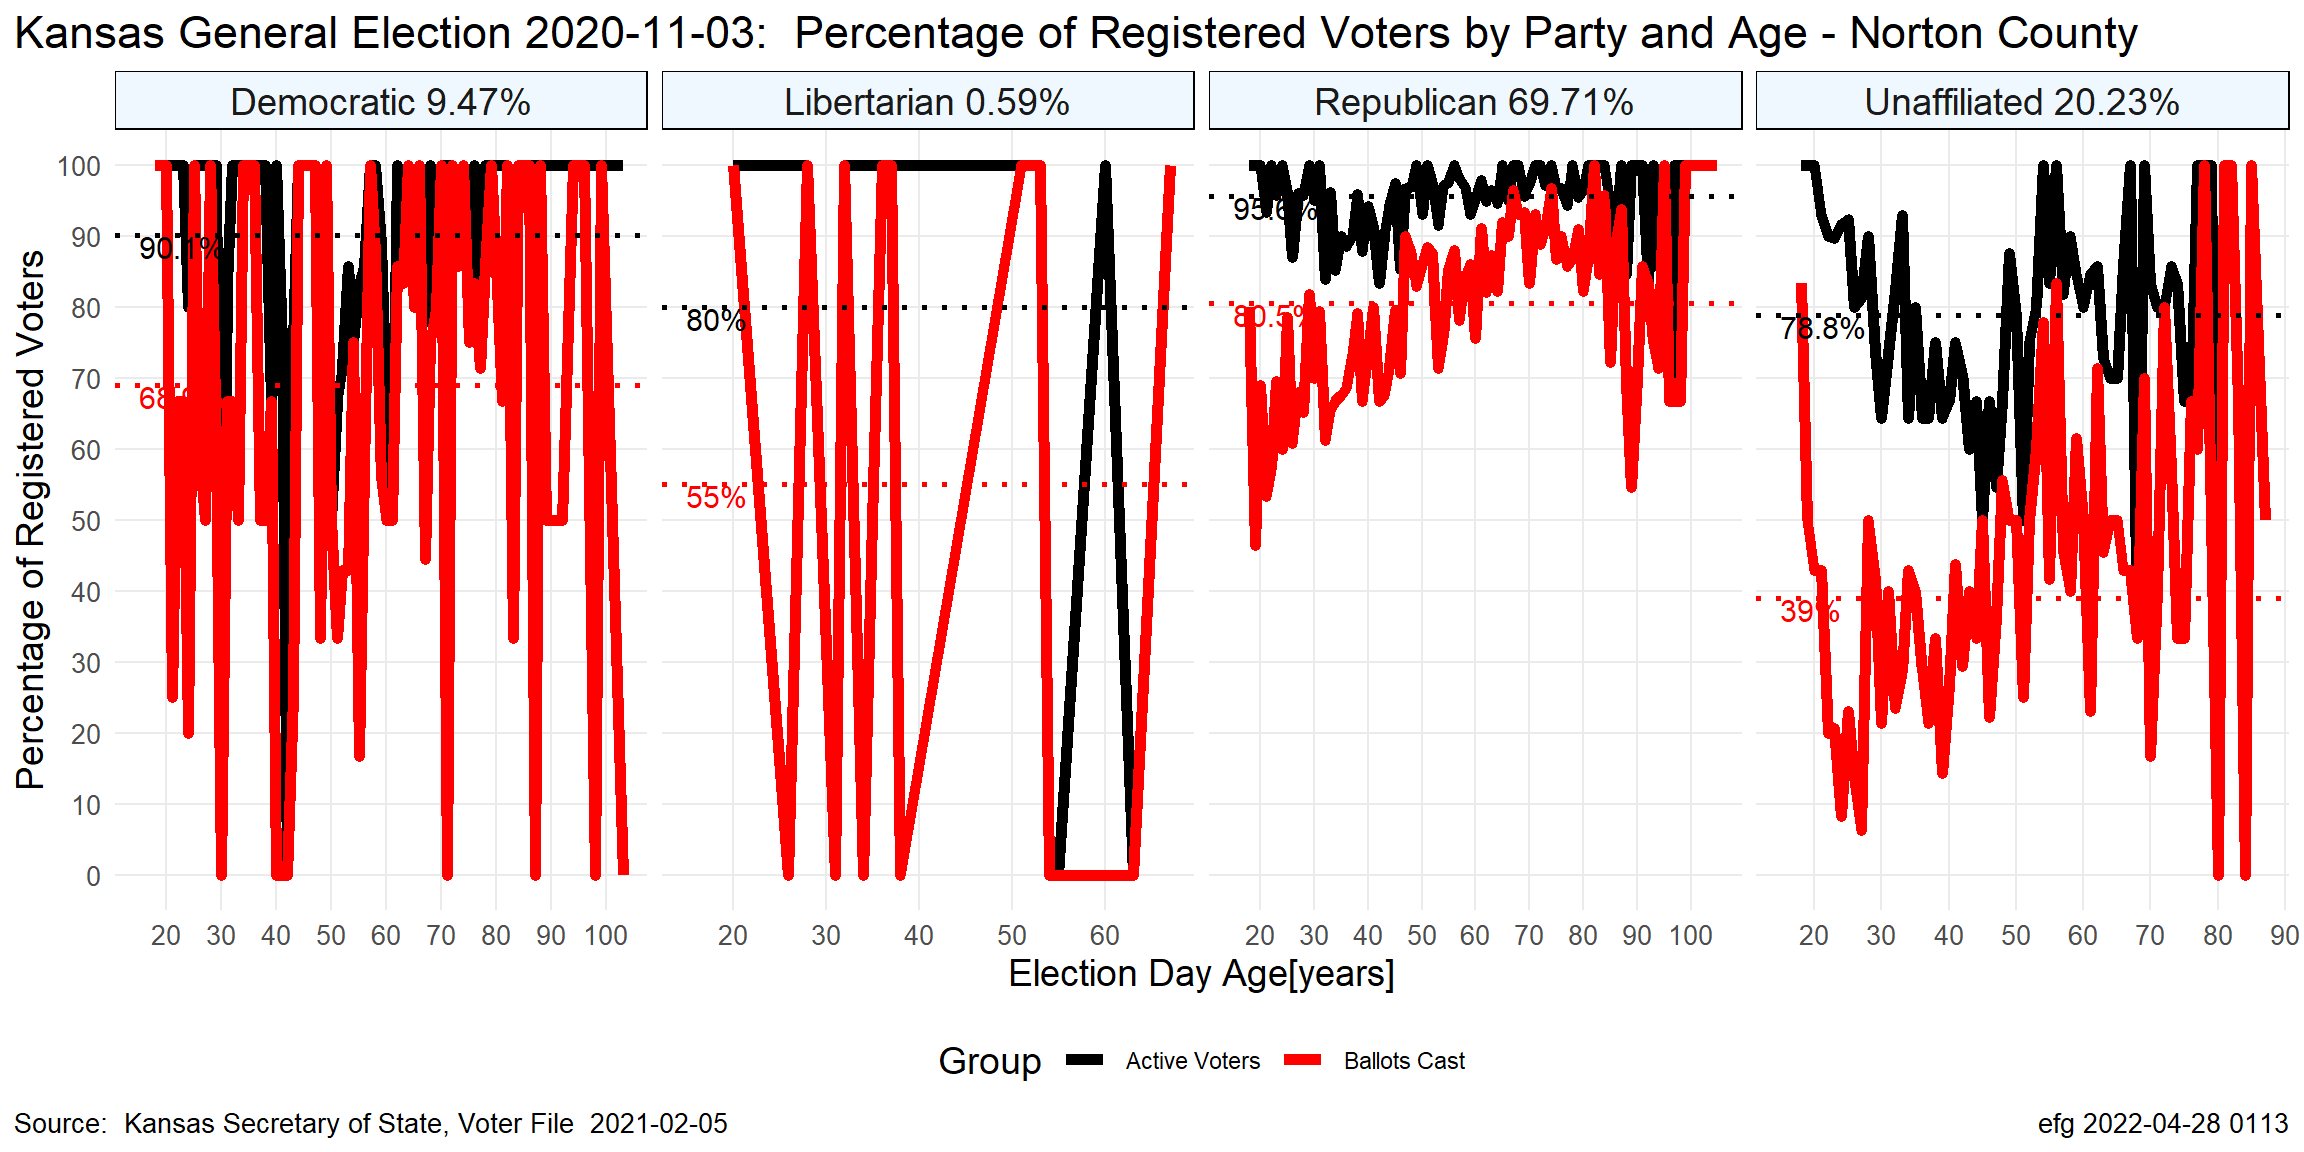 Kansas General Election 2020-11-03:  Percentage of Registered Voters by Party and Age - Norton County
Democratic 9.47%
Libertarian 0.59%
Republican 69.71%
Unaffiliated 20.23%
Percentage of Registered Voters
100
90
80
70
60
50
40
30
20
10
0
90.1%
80%
55%
95.6%
80.5%
78.8%
39%
20 30 40 50 60 70 80 90 100
20 30 40 50 60
20 30 40 50 60 70 80 90 100
20 30 40 50 60 70 80 90
Election Day Age[years]
Group Active Voters Ballots Cast
Source:  Kansas Secretary of State, Voter File  2021-02-05
efg 2022-04-28 0113